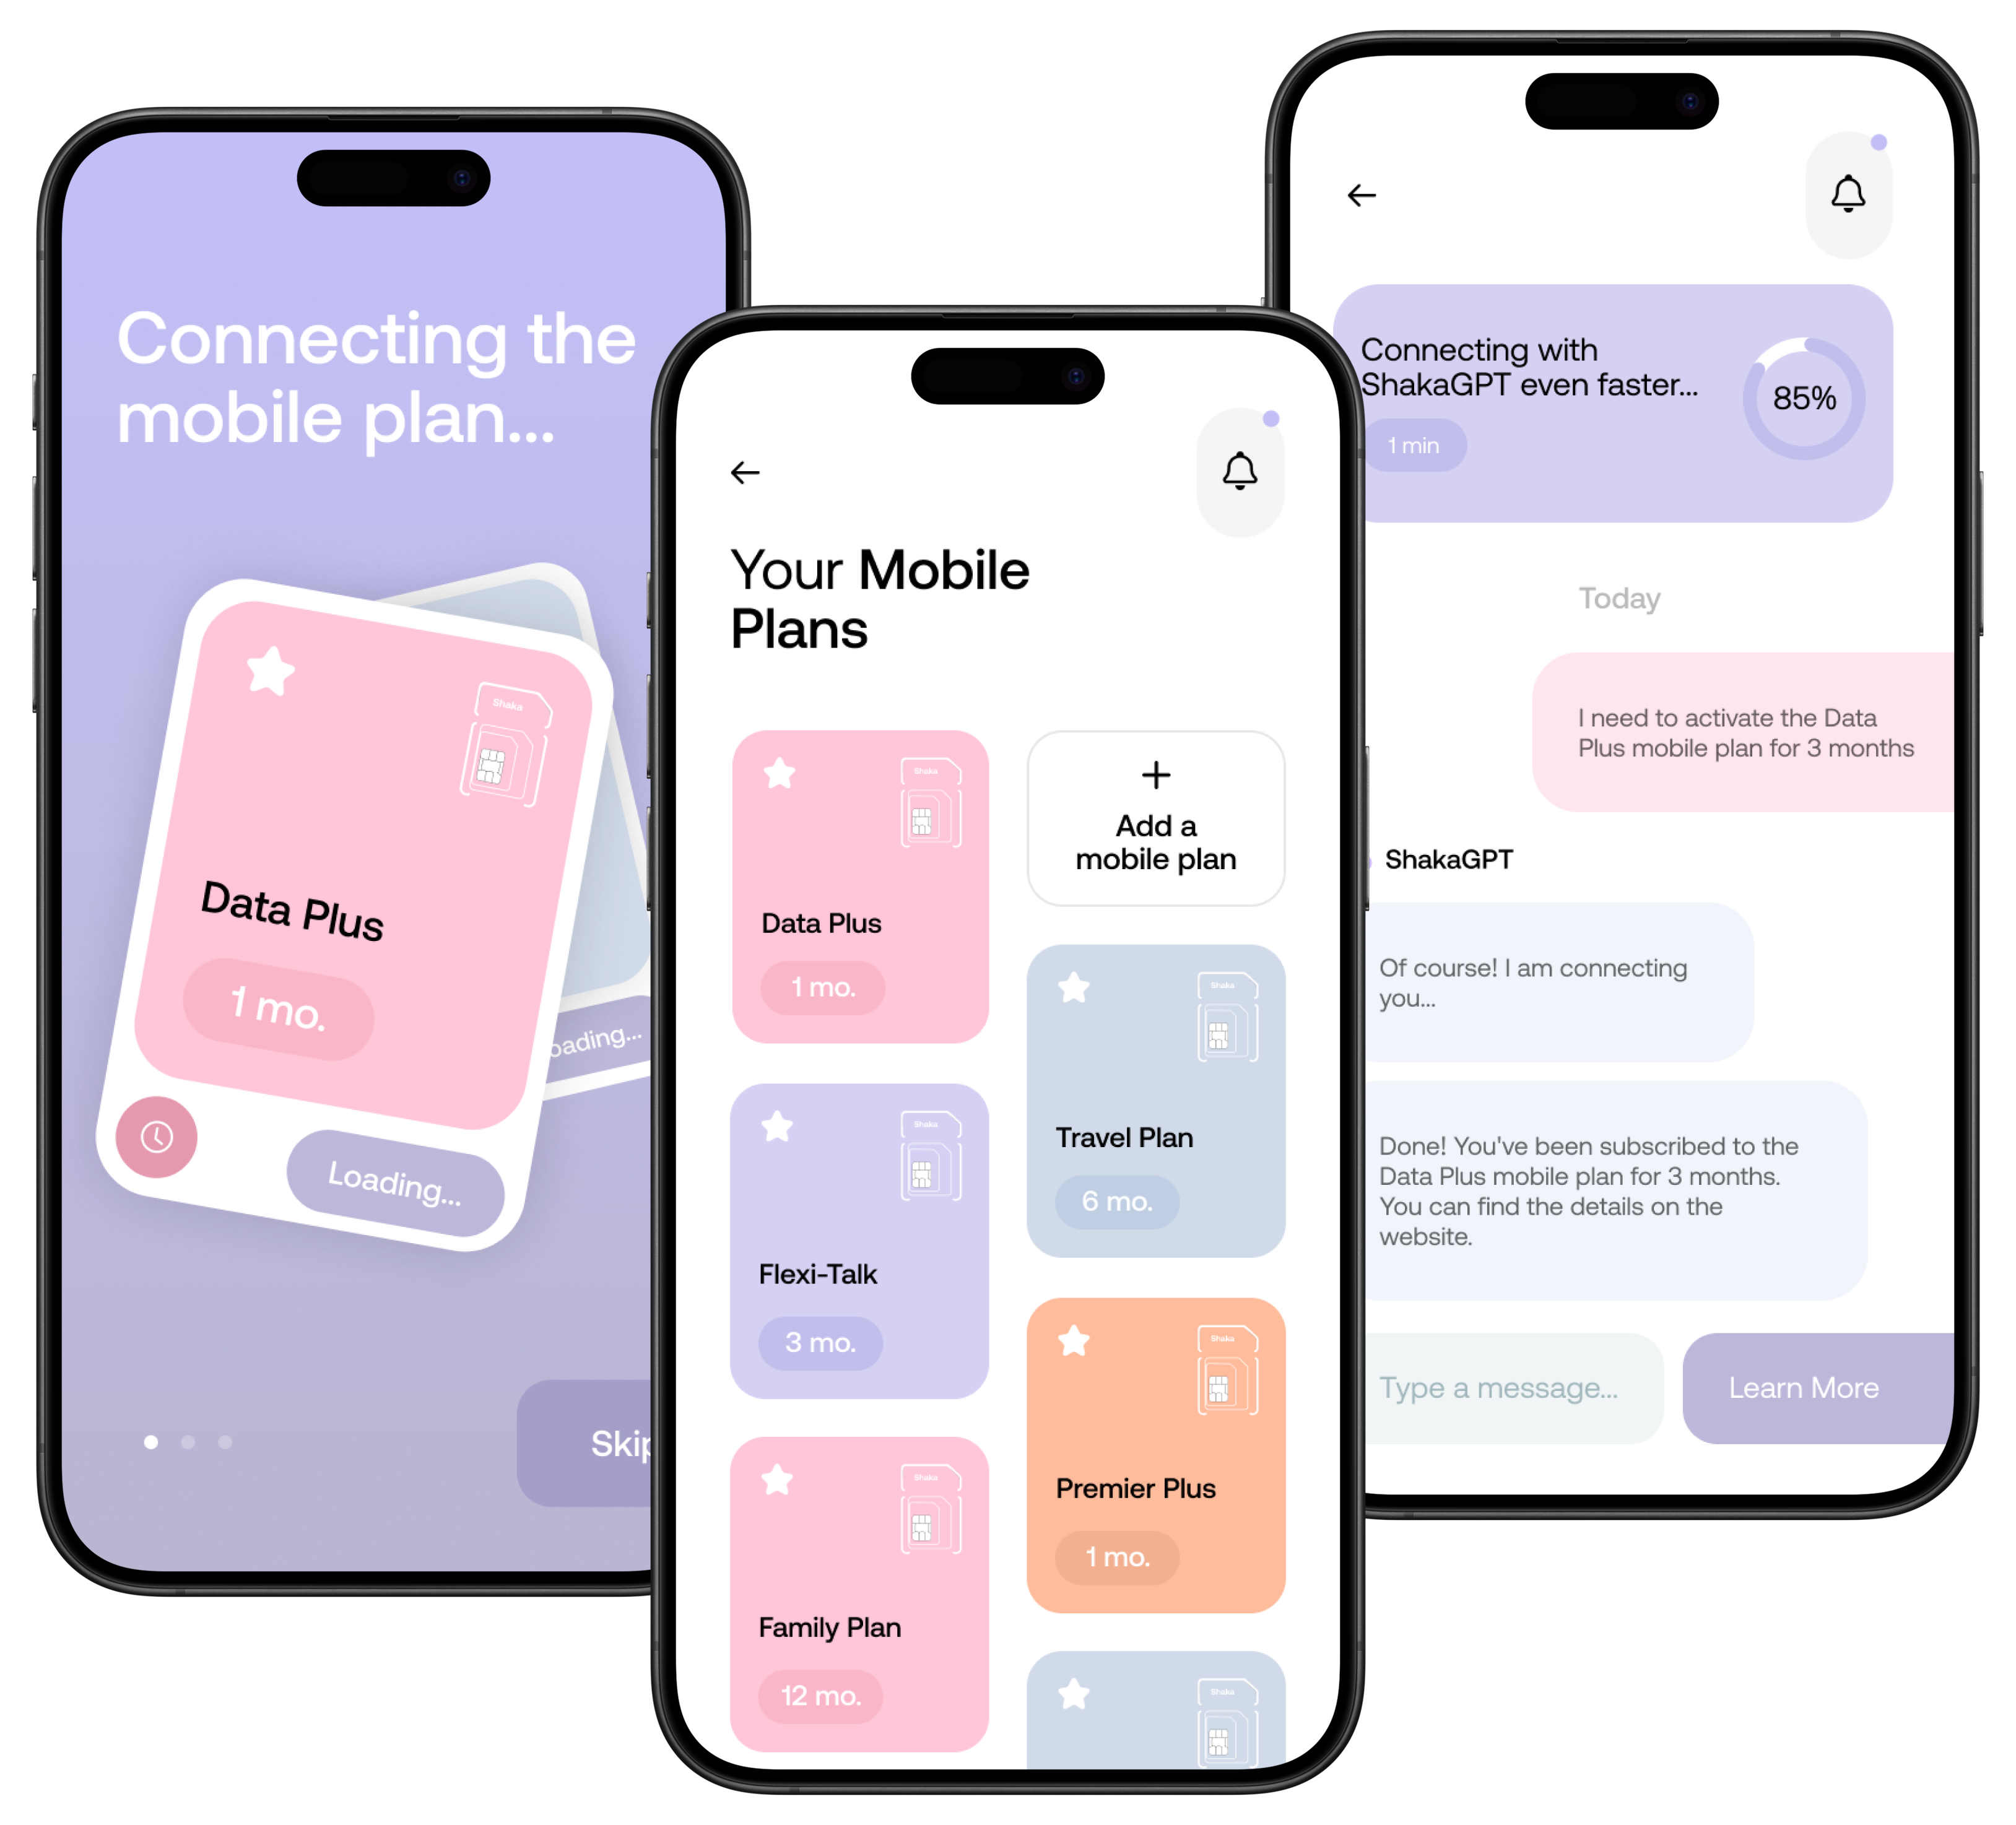 Connecting the
mobile plan...
Shaka
Data Plus
1 mo.
Loading...
oading...
Skip
Your Mobile
Plans
Shaka
Data Plus
1 mo.
+
Add a
mobile plan
Shaka
Travel Plan
6 mo.
Shaka
Flexi-Talk
3 mo.
Shaka
Premier Plus
1 mo.
Shaka
Family Plan
12 mo.
Shaka
Connecting with
ShakaGPT even faster...
1 min
85%
Today
I need to activate the Data
Plus mobile plan for 3 months
ShakaGPT
Of course! I am connecting
you...
Done! You've been subscribed to the
Data Plus mobile plan for 3 months.
You can find the details on the
website.
Type a message...
Learn More